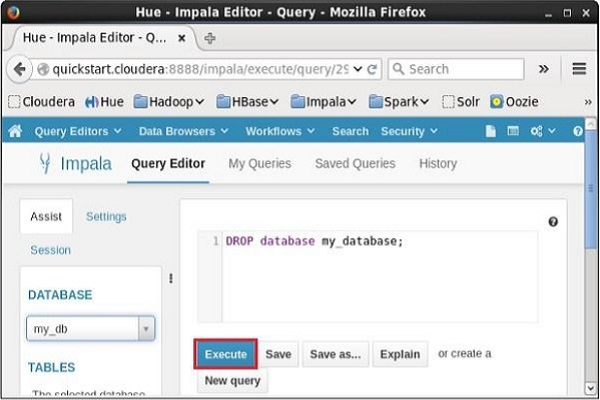 Hue - Impala Editor - Query - Mozilla Firefox
Hue - Impala Editor - Q...
quickstart.cloudera:8888/impala/execute/query/29 Search
Cloudera Hue Hadoop HBase Impala Spark Solr Oozie »
Query Editors Data Browsers Workflows Search Security
Impala Query Editor My Queries Saved Queries History
Assist Settings
Session
DATABASE
my_db
TABLES
The selected database
1 DROP database my_database;
Execute Save Save as... Explain or create a
New query